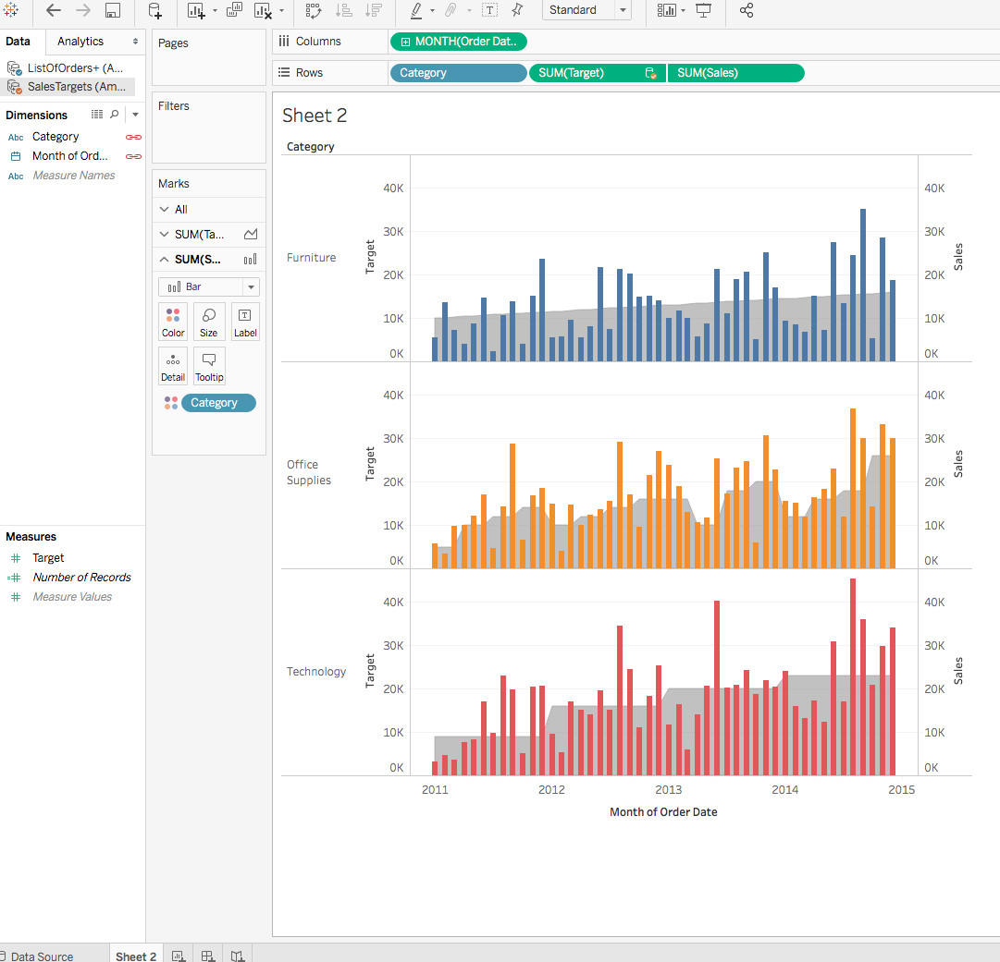 Standard
Data
Analytics
Pages
Columns
MONTH(Order Dat..
Rows
Category
SUM(Target)
SUM(Sales)
ListOfOrders+ (A...
SalesTargets (Am...
Dimensions
Abc Category
Month of Ord...
Abc Measure Names
Filters
Marks
All
SUM(Ta...
SUM(S...
Bar
Color
Size
T
Label
Detail
Tooltip
Category
Measures
Target
Number of Records
Measure Values
Sheet 2
Category
Furniture
Target
40K
30K
20K
10K
0K
40K
30K
20K
10K
0K
Sales
Office
Supplies
Target
40K
30K
20K
10K
0K
40K
30K
20K
10K
0K
Sales
Technology
Target
40K
30K
20K
10K
0K
40K
30K
20K
10K
0K
Sales
2011 2012 2013 2014 2015
Month of Order Date
Data Source
Sheet 2